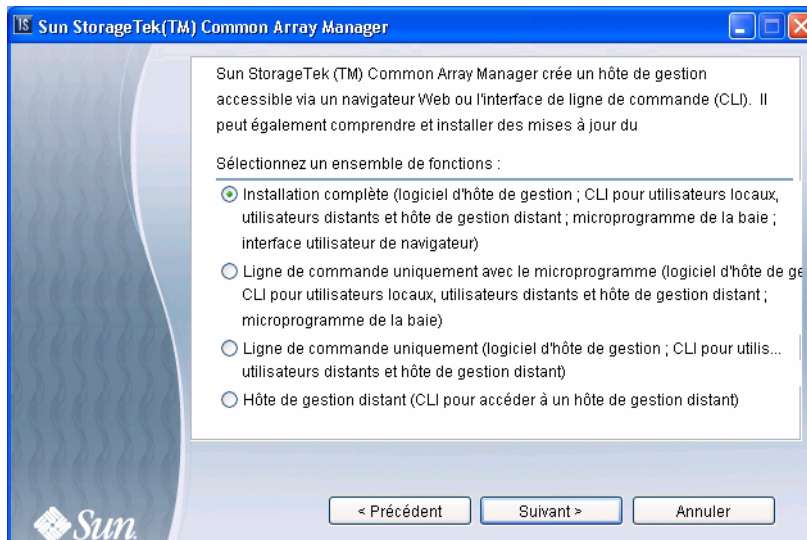 Sun StorageTek(TM) Common Array Manager
Sun StorageTek (TM) Common Array Manager crée un hôte de gestion
accessible via un navigateur Web ou l'interface de ligne de commande (CLI). Il
peut également comprendre et installer des mises à jour du
Sélectionnez un ensemble de fonctions :
Installation complète (logiciel d'hôte de gestion ; CLI pour utilisateurs locaux,
utilisateurs distants et hôte de gestion distant ; microprogramme de la baie ;
interface utilisateur de navigateur)
Ligne de commande uniquement avec le microprogramme (logiciel d'hôte de ge
CLI pour utilisateurs locaux, utilisateurs distants et hôte de gestion distant ;
microprogramme de la baie)
Ligne de commande uniquement (logiciel d'hôte de gestion ; CLI pour utilis...
utilisateurs distants et hôte de gestion distant)
Hôte de gestion distant (CLI pour accéder à un hôte de gestion distant)
< Précédent
Suivant >
Annuler
Sun